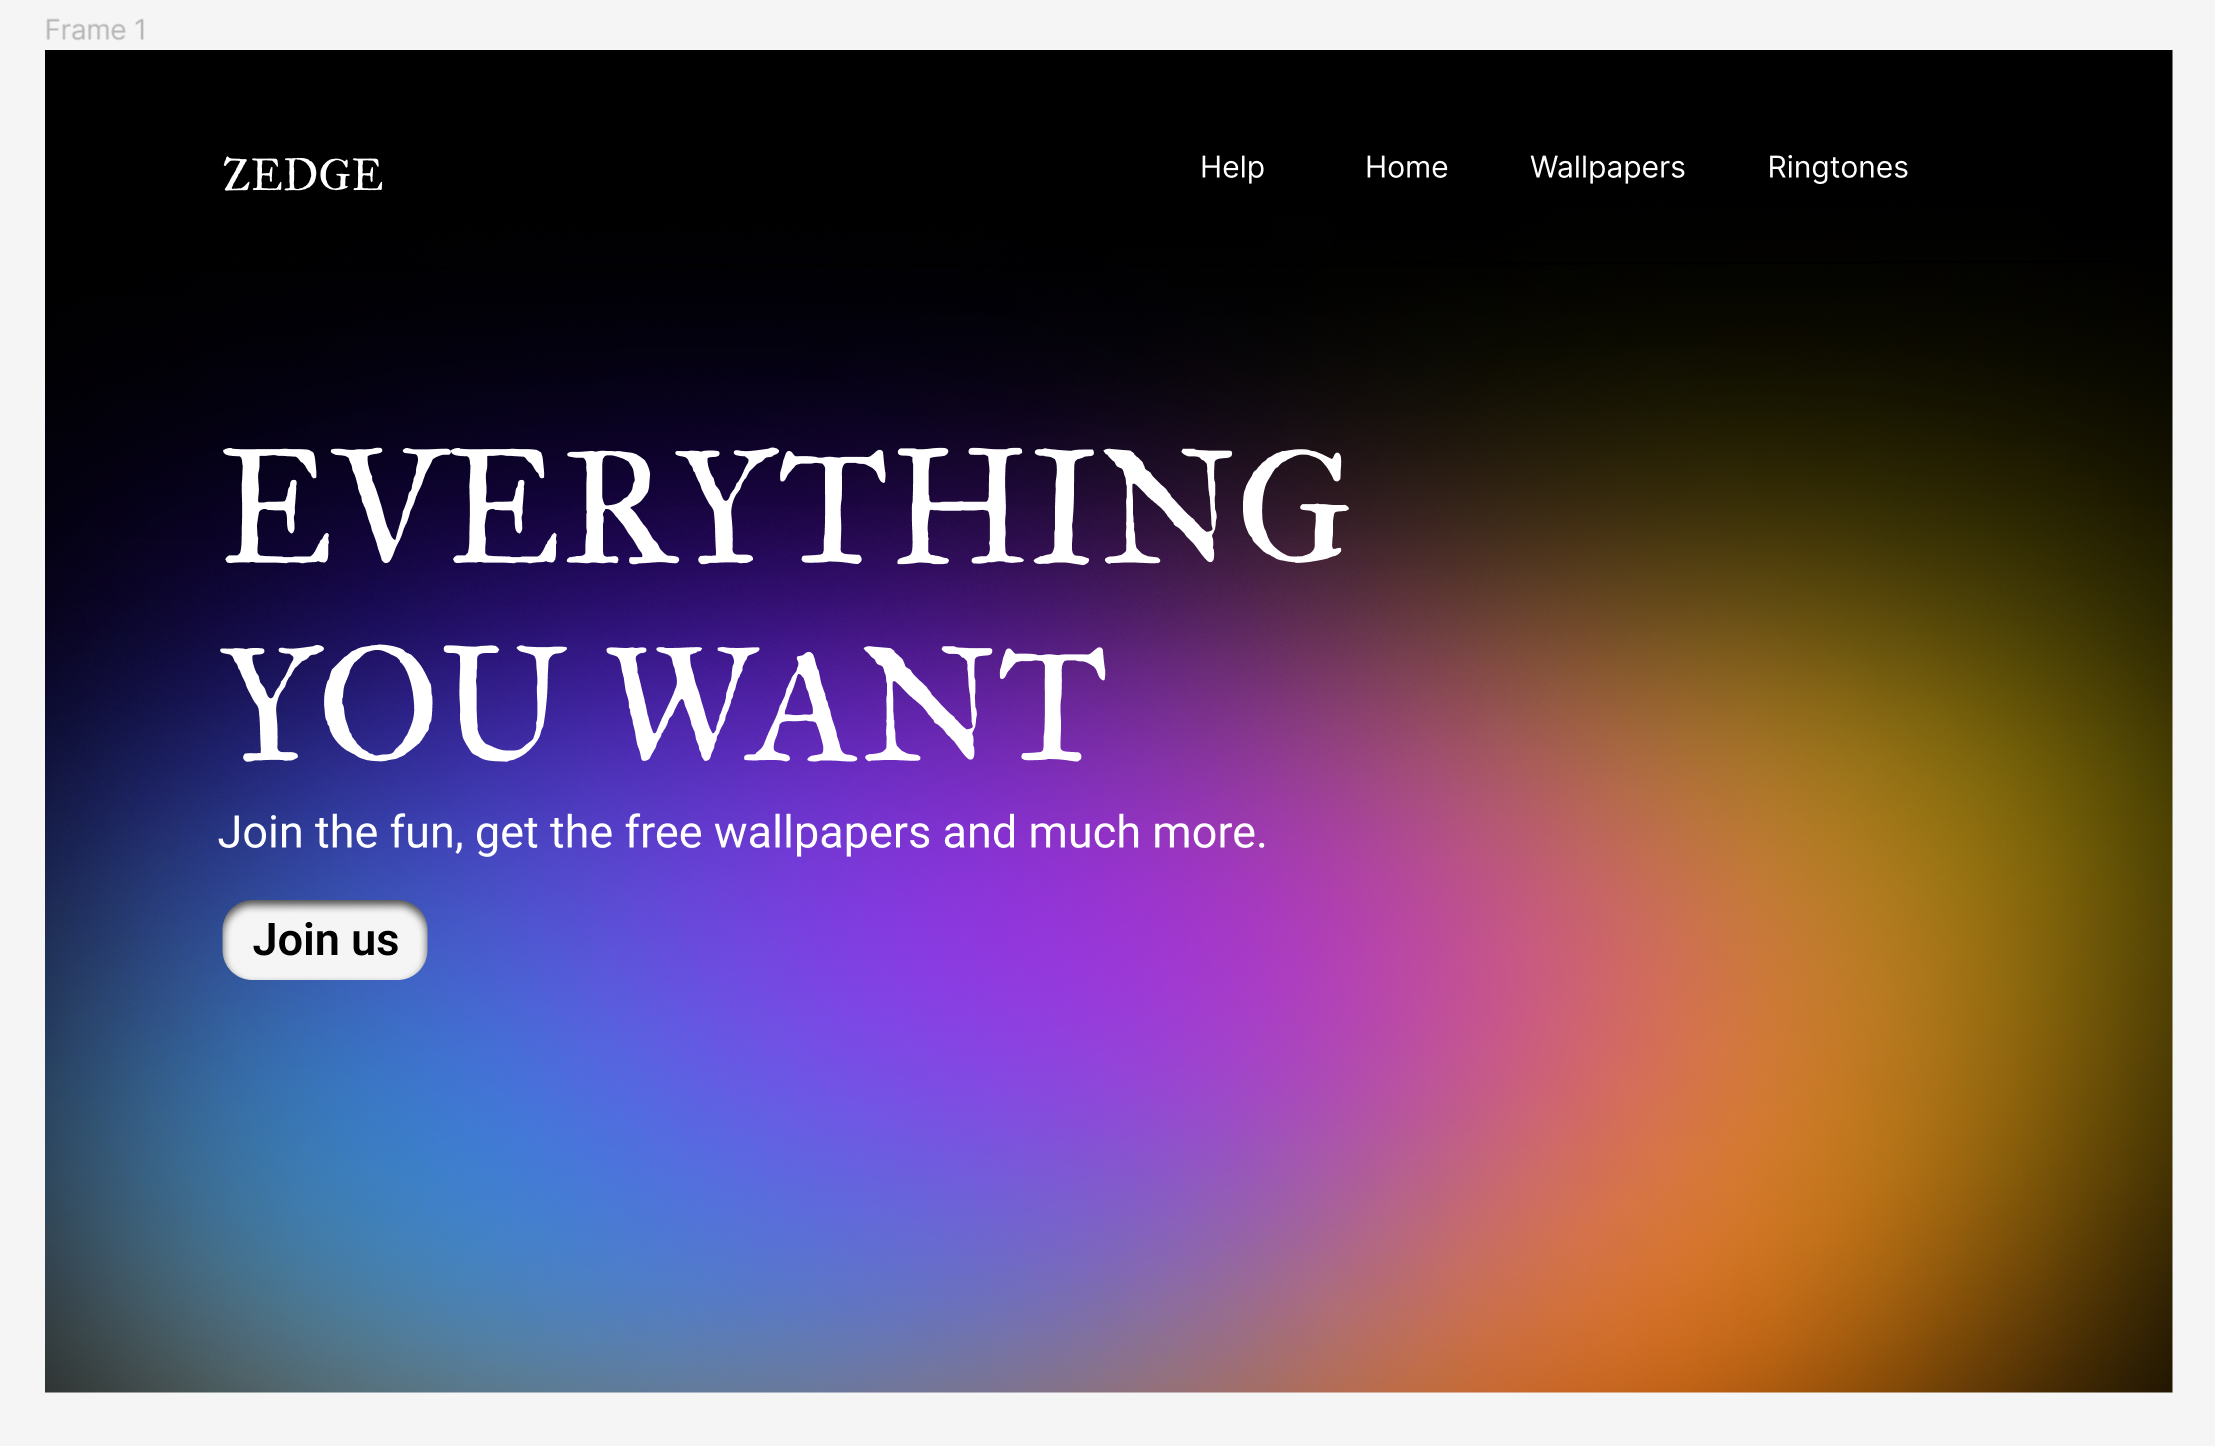 Frame 1
ZEDGE
Help Home Wallpapers Ringtones
EVERYTHING
YOU WANT
Join the fun, get the free wallpapers and much more.
Join us